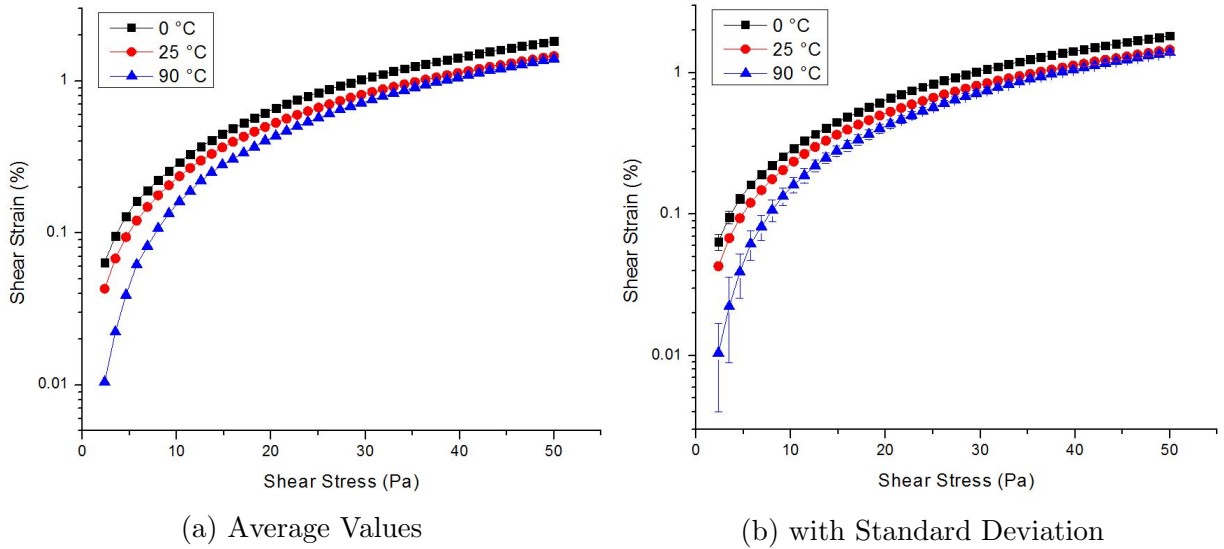 0 °C
25 °C
90 °C
1
0.1
0.01
Shear Strain (%)
0 10 20 30 40 50
Shear Stress (Pa)
(a) Average Values
0 °C
25 °C
90 °C
1
0.1
0.01
Shear Strain (%)
0 10 20 30 40 50
Shear Stress (Pa)
(b) with Standard Deviation